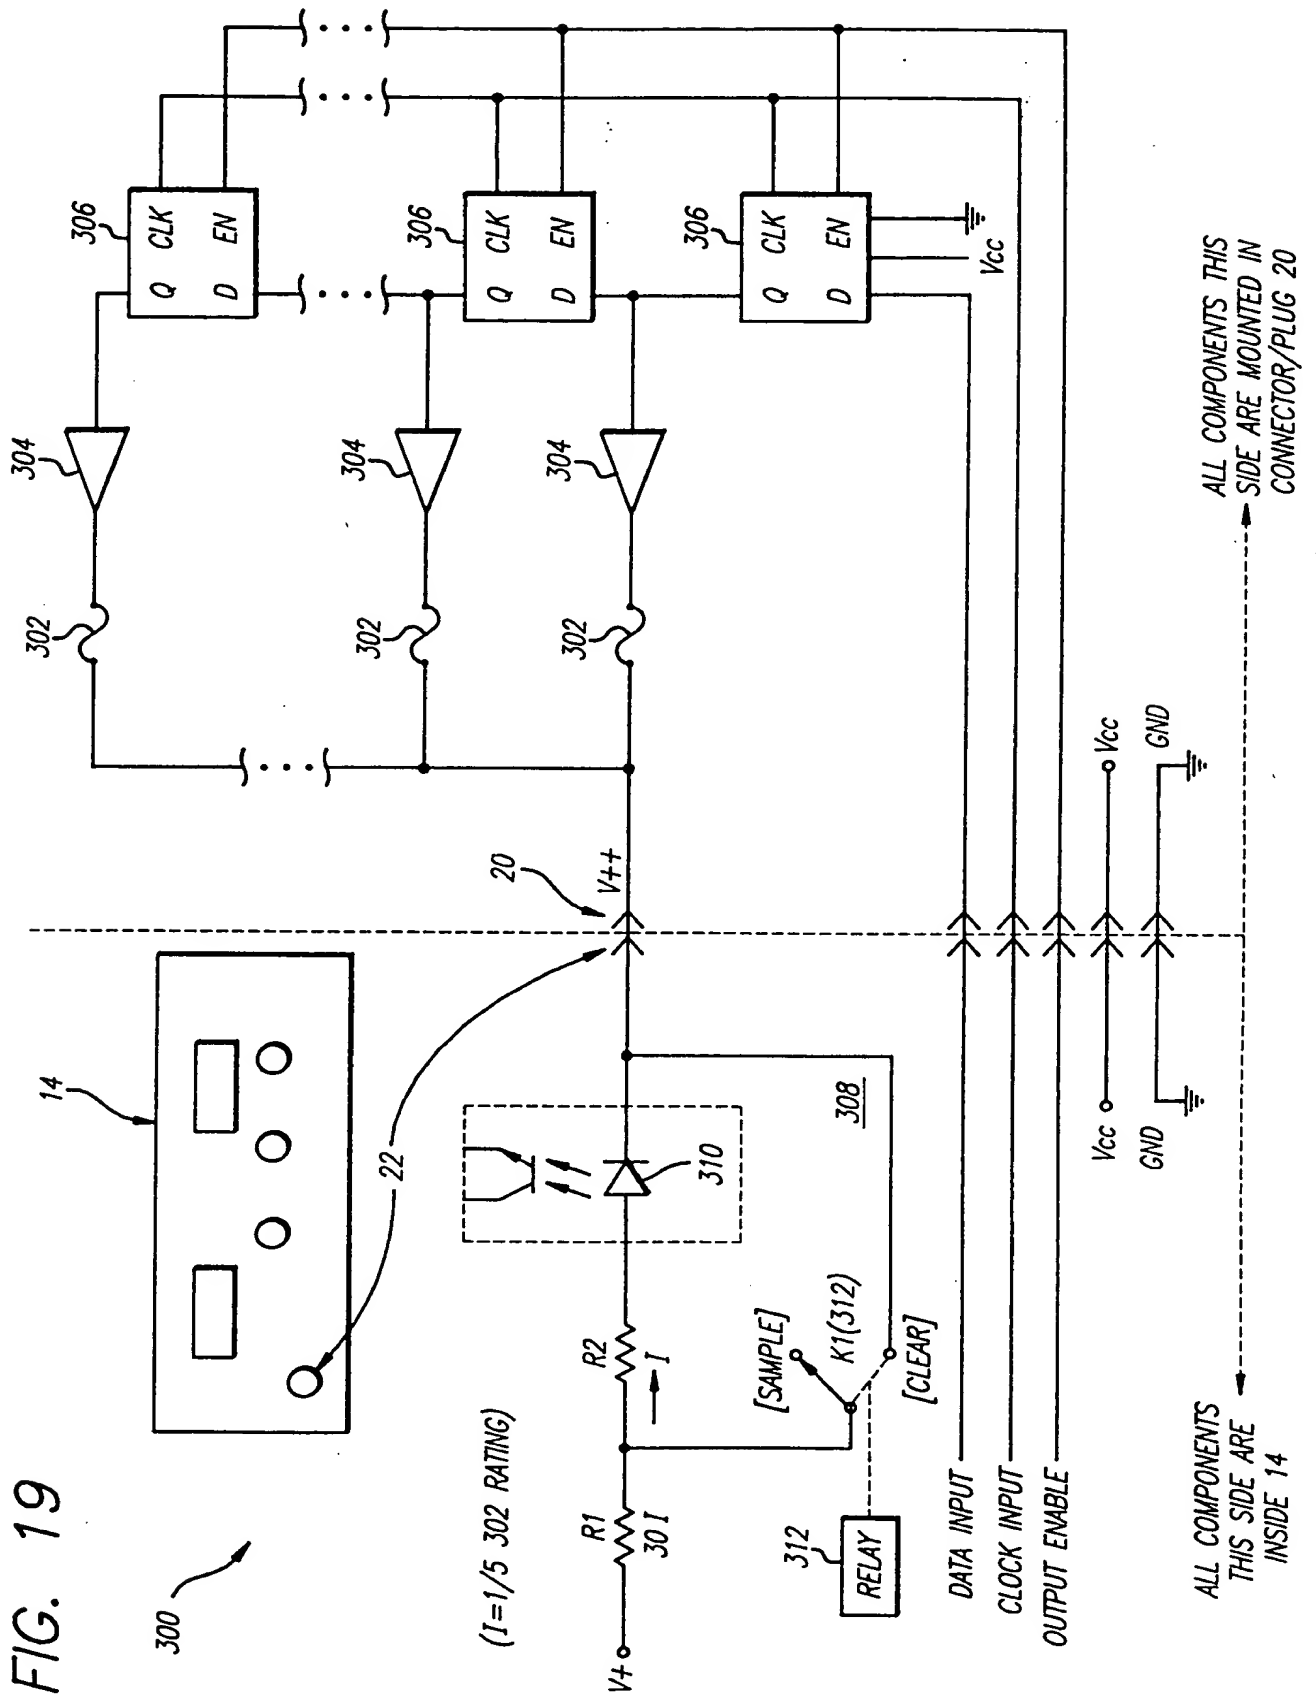 FIG. 19
300
14
22
(I=1/5 302 RATING)
V+
R1
30 I
R2
I
310
308
[SAMPLE]
K1(312)
[CLEAR]
312
RELAY
20
V++
302
304
306
Q CLK
D EN
302
304
306
Q CLK
D EN
302
304
306
Q CLK
D EN
Vcc
DATA INPUT
CLOCK INPUT
OUTPUT ENABLE
Vcc
Vcc
GND
GND
ALL COMPONENTS
THIS SIDE ARE
INSIDE 14
ALL COMPONENTS THIS
SIDE ARE MOUNTED IN
CONNECTOR/PLUG 20